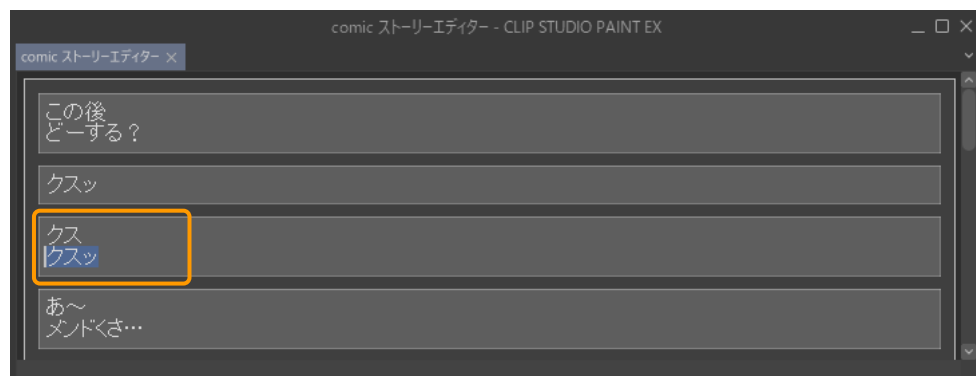 comic ストーリーエディター - CLIP STUDIO PAINT EX
comic ストーリーエディター
この後
どーする？
クスッ
クス
クスッ
あ～
メンドくさ…